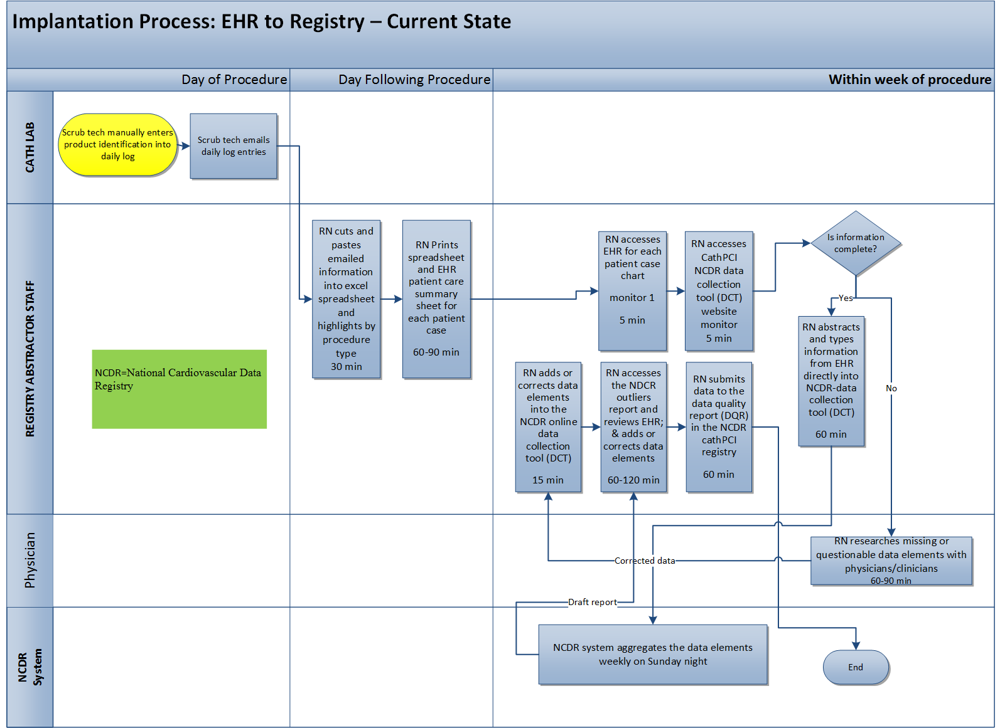 Implantation Process: EHR to Registry – Current State
Day of Procedure
Day Following Procedure
Within week of procedure
CATH LAB
Scrub tech manually enters
product identification into
daily log
Scrub tech emails
daily log entries
REGISTRY ABSTRACTOR STAFF
NCDR=National Cardiovascular Data
Registry
RN cuts and
pastes
emailed
information
into excel
spreadsheet
and
highlights by
procedure
type
30 min
RN Prints
spreadsheet
and EHR
patient care
summary
sheet for
each patient
case
60-90 min
RN accesses
EHR for each
patient case
chart
monitor 1
5 min
RN accesses
CathPCI
NCDR data
collection
tool (DCT)
website
monitor
5 min
Is information
complete?
Yes
No
RN abstracts
and types
information
from EHR
directly into
NCDR-data
collection
tool (DCT)
60 min
RN adds or
corrects data
elements
into the
NCDR online
data
collection
tool (DCT)
15 min
RN accesses
the NDCR
outliers
report and
reviews EHR;
& adds or
corrects data
elements
60-120 min
RN submits
data to the
data quality
report (DQR)
in the NCDR
cathPCI
registry
60 min
Physician
RN researches missing or
questionable data elements with
physicians/clinicians
60-90 min
Corrected data
Draft report
NCDR
System
NCDR system aggregates the data elements
weekly on Sunday night
End